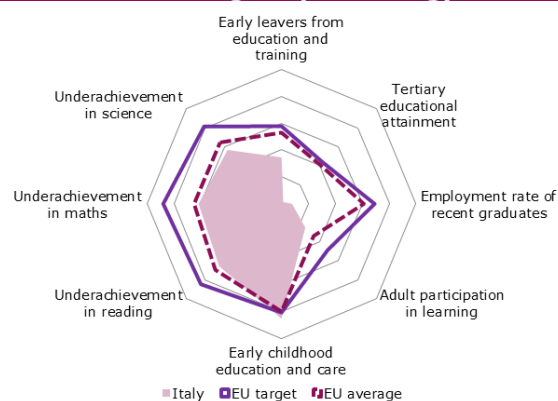 Early leavers from
education and
training
Tertiary
educational
attainment
Employment rate of
recent graduates
Adult participation
in learning
Early childhood
education and care
Underachievement
in reading
Underachievement
in maths
Underachievement
in science
Italy EU target EU average